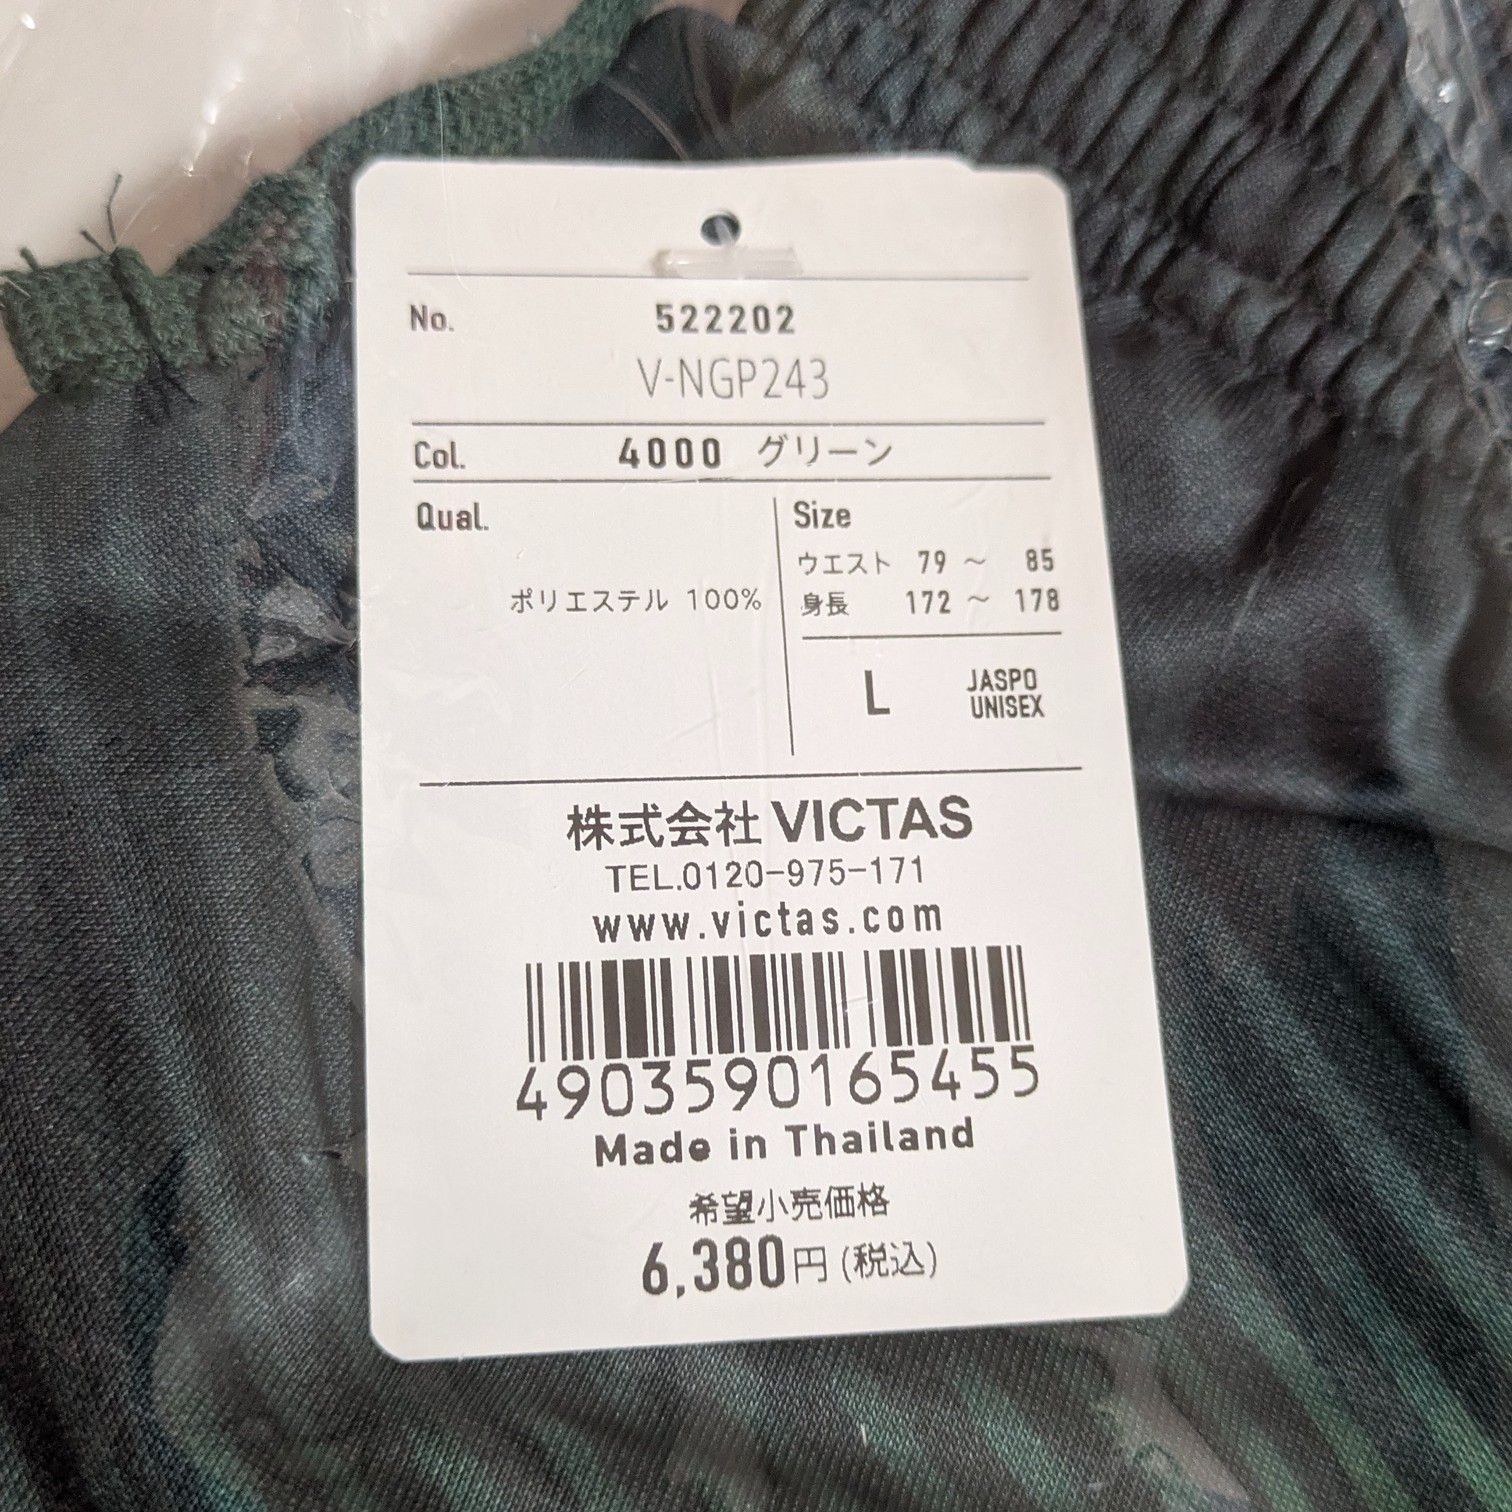 No. 522202
V-NGP243
Col. 4000 グリーン
Qual.
ポリエステル 100%
Size
ウエスト 79 ～ 85
身長 172 ～ 178
L
JASPO
UNISEX
株式会社 VICTAS
TEL.0120-975-171
www.victas.com
4903590165455
Made in Thailand
希望小売価格
6,380円(税込)